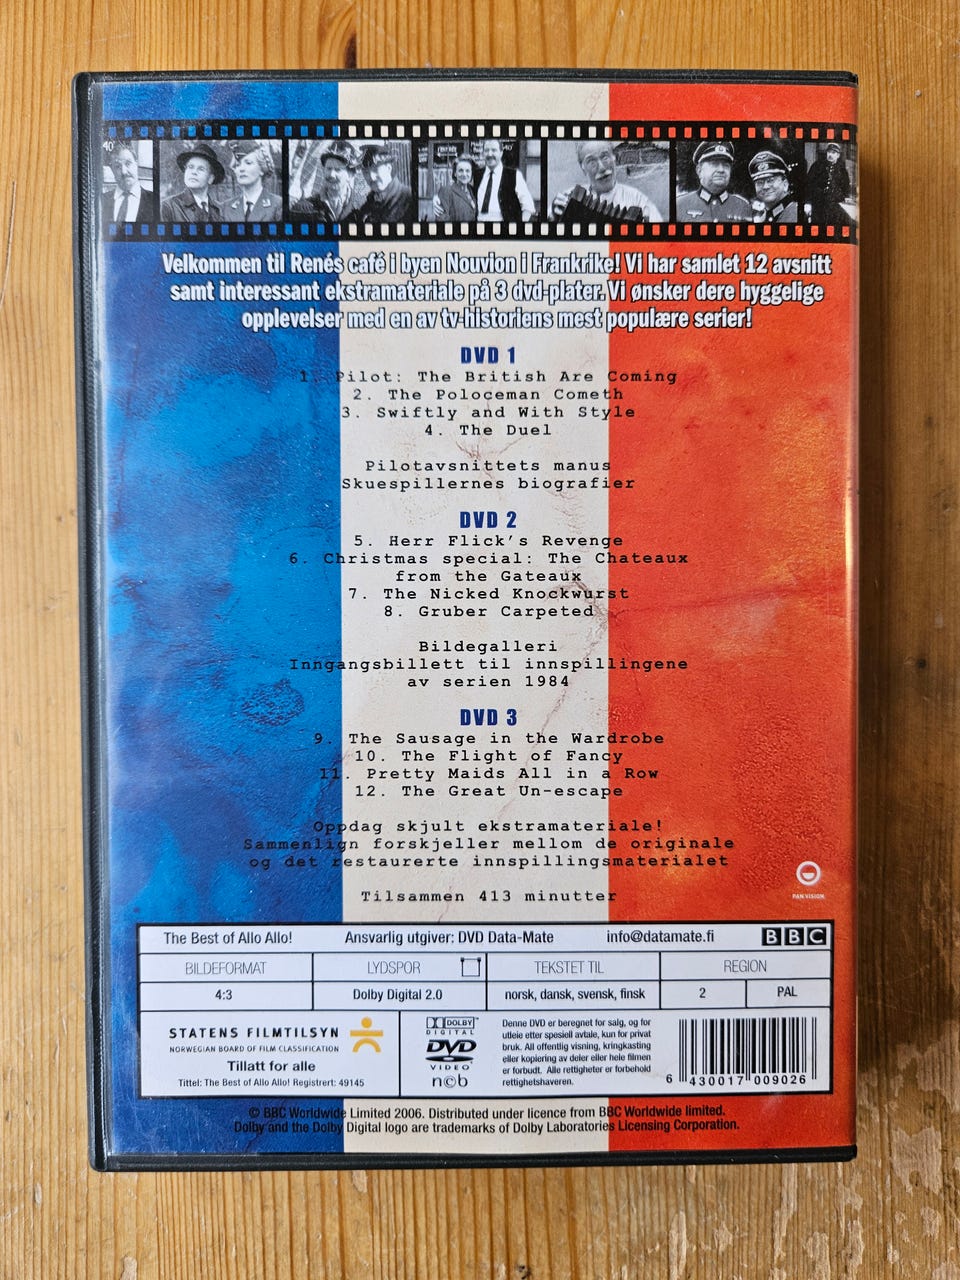 Velkommen til Renés café i byen Nouvion i Frankrike! Vi har samlet 12 avsnitt
samt interessant ekstramateriale på 3 dvd-plater. Vi ønsker dere hyggelige
opplevelser med en av tv-historiens mest populære serier!
DVD 1
1. Pilot: The British Are Coming
2. The Poloceman Cometh
3. Swiftly and With Style
4. The Duel
Pilotavsnittets manus
Skuespillernes biografier
DVD 2
5. Herr Flick's Revenge
6. Christmas special: The Chateaux
from the Gateaux
7. The Nicked Knockwurst
8. Gruber Carpeted
Bildegalleri
Inngangsbillett til innspillingene
av serien 1984
DVD 3
9. The Sausage in the Wardrobe
10. The Flight of Fancy
11. Pretty Maids All in a Row
12. The Great Un-escape
Oppdag skjult ekstramateriale!
Sammenlign forskjeller mellom de originale
og det restaurerte innspillingsmaterialet
Tilsammen 413 minutter
PAN VISION
The Best of Allo Allo! Ansvarlig utgiver: DVD Data-Mate info@datamate.fi BBC
BILDEFORMAT LYDSPOR TEKSTET TIL REGION
4:3 Dolby Digital 2.0 norsk, dansk, svensk, finsk 2 PAL
STATENS FILMTILSYN
NORWEGIAN BOARD OF FILM CLASSIFICATION
Tillatt for alle
Tittel: The Best of Allo Allo! Registrert: 49145
DOLBY
DIGITAL
DVD
VIDEO
ncb
Denne DVD er beregnet for salg, og for
utleie etter spesiell avtale, kun for privat
bruk. All offentlig visning, kringkasting
eller kopiering av deler eller hele filmen
er forbudt. Alle rettigheter er forbehold
rettighetshaveren.
6 430017 009026
© BBC Worldwide Limited 2006. Distributed under licence from BBC Worldwide limited.
Dolby and the Dolby Digital logo are trademarks of Dolby Laboratories Licensing Corporation.